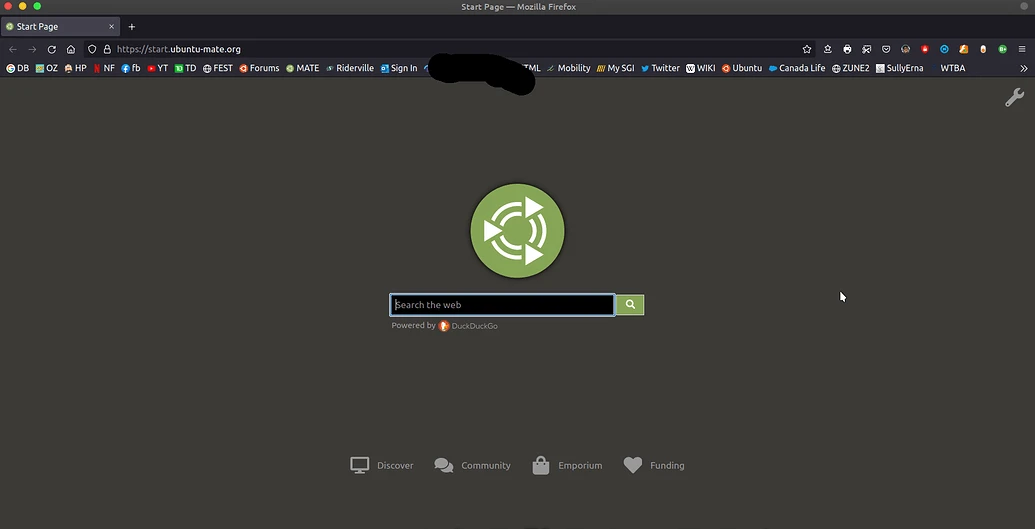 Start Page — Mozilla Firefox
Start Page
https://start.ubuntu-mate.org
DB OZ HP NF fb YT TD FEST Forums MATE Riderville Sign In TML Mobility My SGI Twitter WIKI Ubuntu Canada Life ZUNE2 SullyErna WTBA
Search the web
Powered by DuckDuckGo
Discover Community Emporium Funding